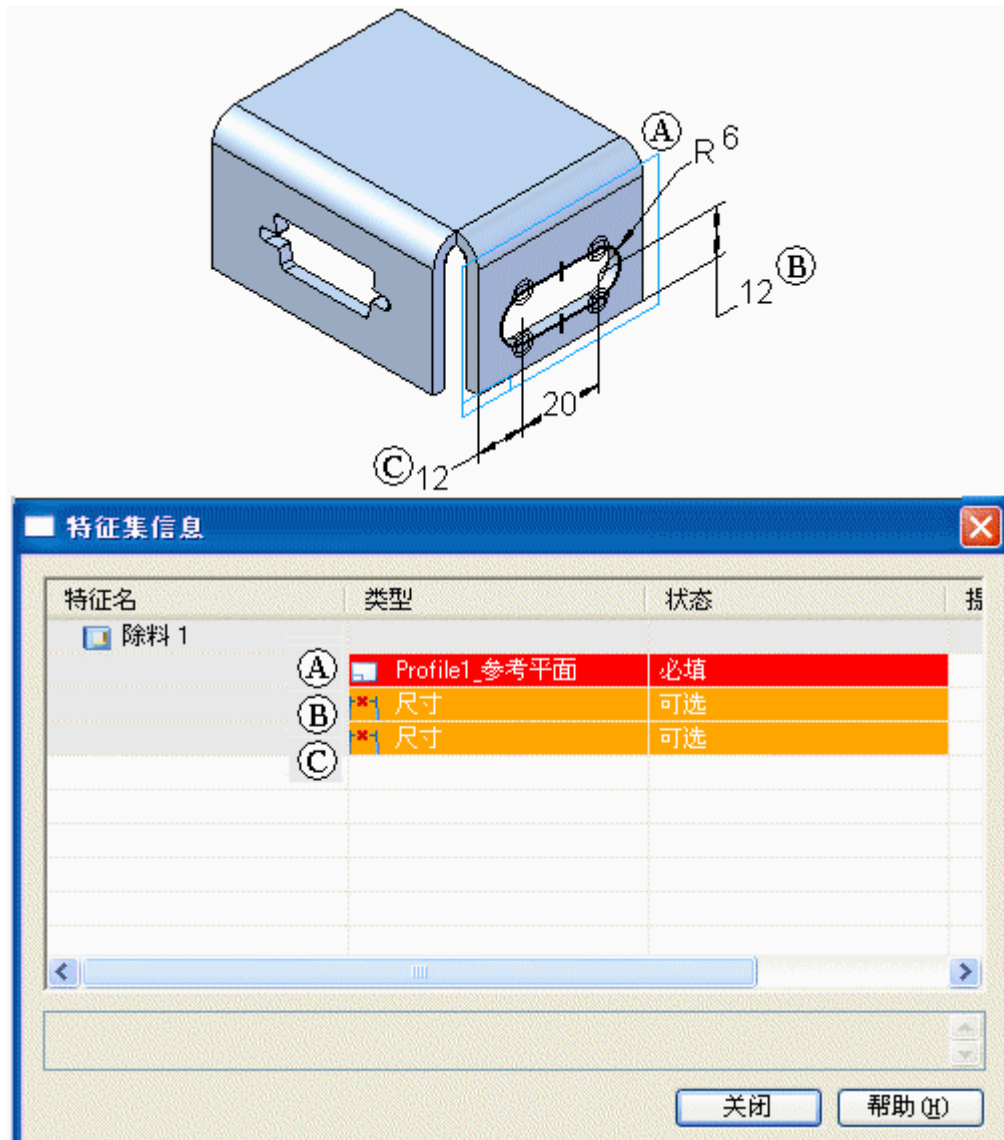 A
R 6
12 B
20
C 12
特征集信息
特征名 类型 状态
除料 1
A Profile1_参考平面 必填
B 尺寸 可选
C 尺寸 可选
关闭 帮助(H)